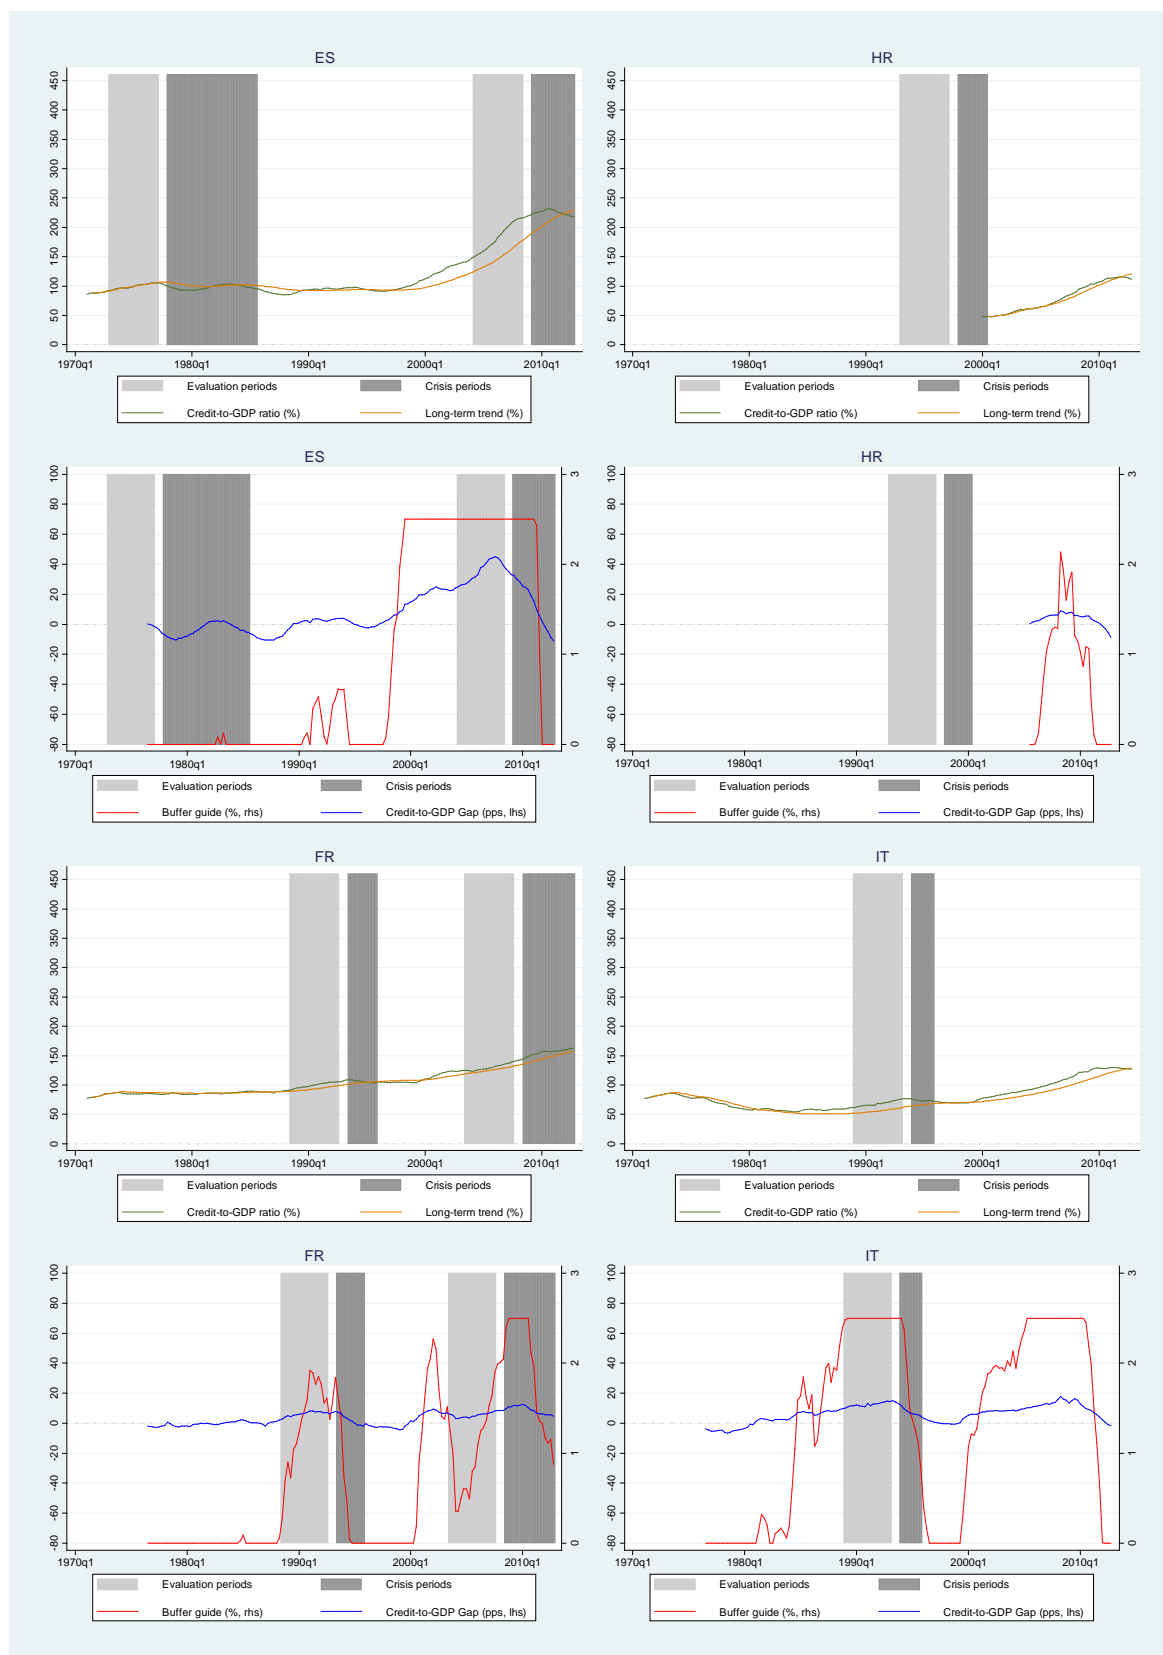 ES
450
400
350
300
250
200
150
100
50
0
1970q1 1980q1 1990q1 2000q1 2010q1
Evaluation periods Crisis periods
Credit-to-GDP ratio (%) Long-term trend (%)
HR
450
400
350
300
250
200
150
100
50
0
1970q1 1980q1 1990q1 2000q1 2010q1
Evaluation periods Crisis periods
Credit-to-GDP ratio (%) Long-term trend (%)
ES
100 3
80
60
40 2
20
0
-20 1
-40
-60
-80 0
1970q1 1980q1 1990q1 2000q1 2010q1
Evaluation periods Crisis periods
Buffer guide (%, rhs) Credit-to-GDP Gap (pps, lhs)
HR
100 3
80
60
40 2
20
0
-20 1
-40
-60
-80 0
1970q1 1980q1 1990q1 2000q1 2010q1
Evaluation periods Crisis periods
Buffer guide (%, rhs) Credit-to-GDP Gap (pps, lhs)
FR
450
400
350
300
250
200
150
100
50
0
1970q1 1980q1 1990q1 2000q1 2010q1
Evaluation periods Crisis periods
Credit-to-GDP ratio (%) Long-term trend (%)
IT
450
400
350
300
250
200
150
100
50
0
1970q1 1980q1 1990q1 2000q1 2010q1
Evaluation periods Crisis periods
Credit-to-GDP ratio (%) Long-term trend (%)
FR
100 3
80
60
40 2
20
0
-20 1
-40
-60
-80 0
1970q1 1980q1 1990q1 2000q1 2010q1
Evaluation periods Crisis periods
Buffer guide (%, rhs) Credit-to-GDP Gap (pps, lhs)
IT
100 3
80
60
40 2
20
0
-20 1
-40
-60
-80 0
1970q1 1980q1 1990q1 2000q1 2010q1
Evaluation periods Crisis periods
Buffer guide (%, rhs) Credit-to-GDP Gap (pps, lhs)